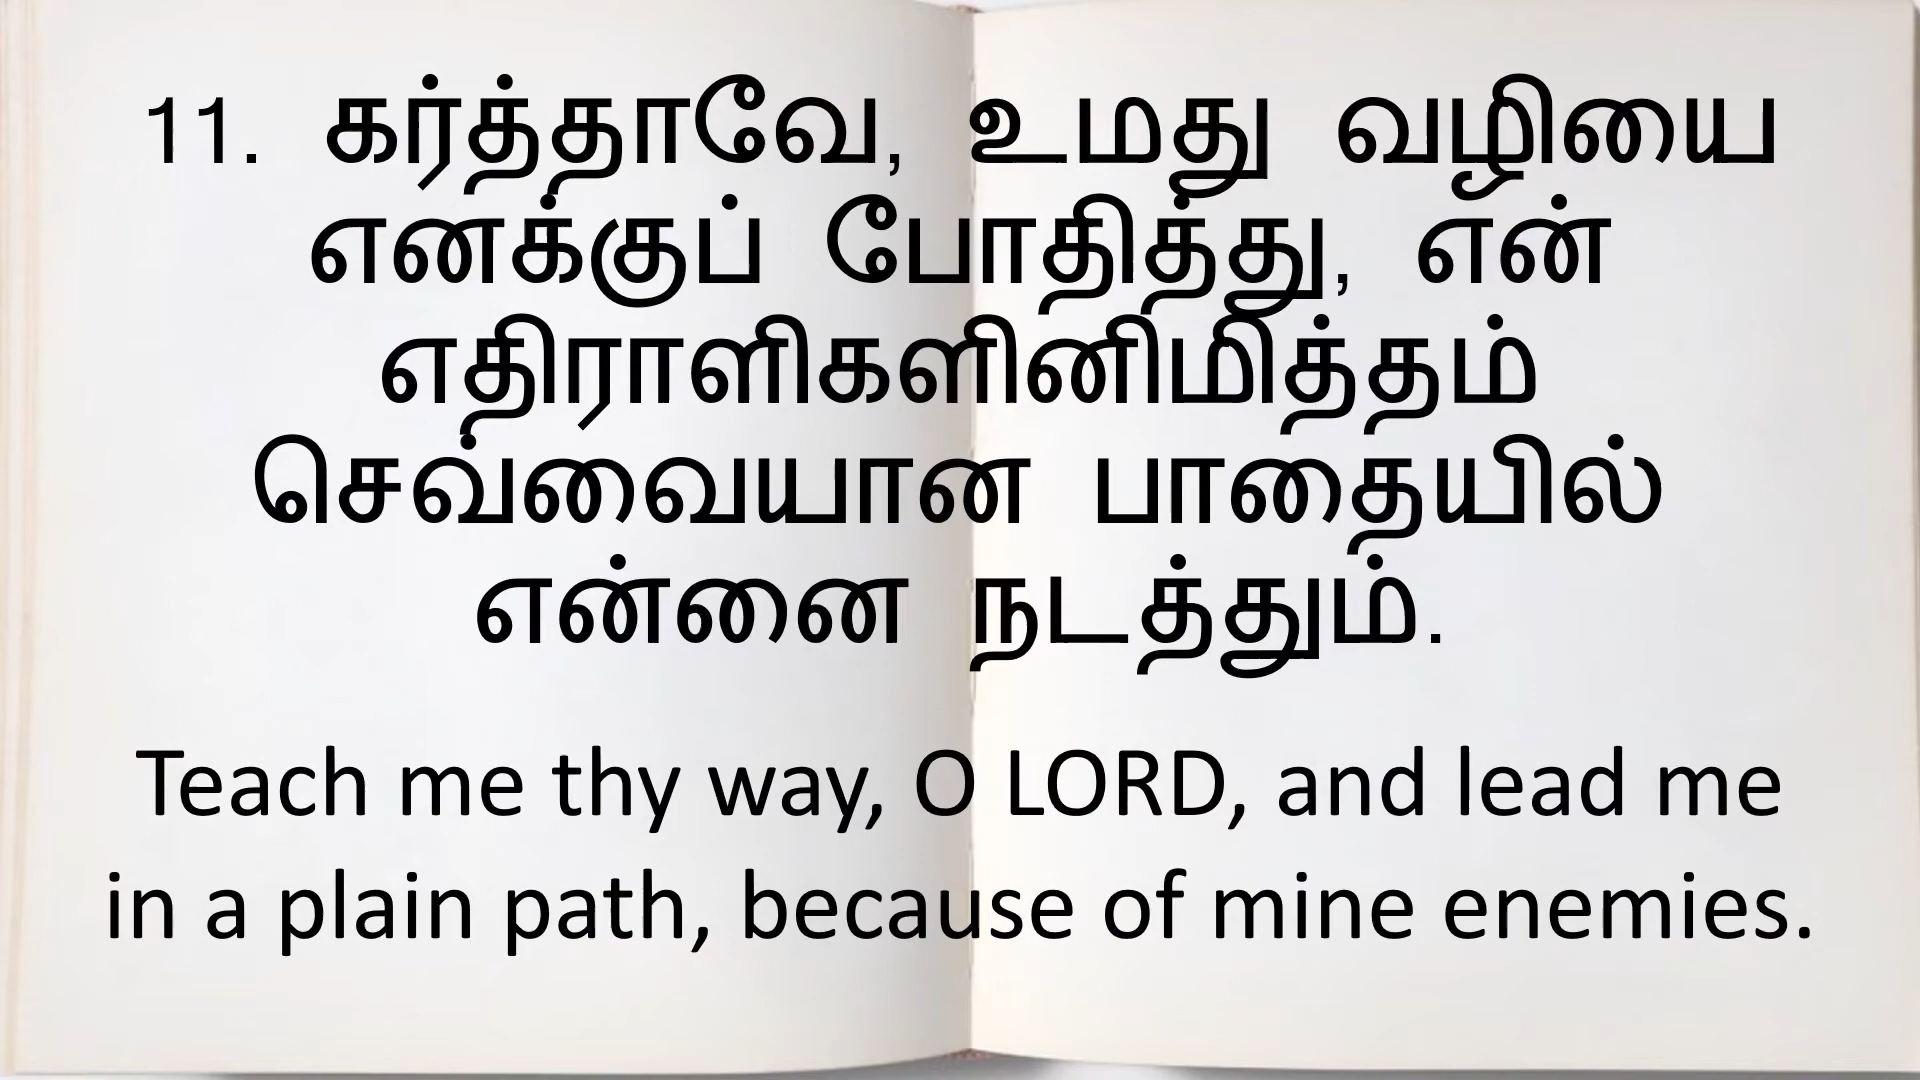 11. கர்த்தாவே, உமது வழியை
எனக்குப் போதித்து, என்
எதிராளிகளினிமித்தம்
செவ்வையான பாதையில்
என்னை நடத்தும்.
Teach me thy way, O LORD, and lead me
in a plain path, because of mine enemies.